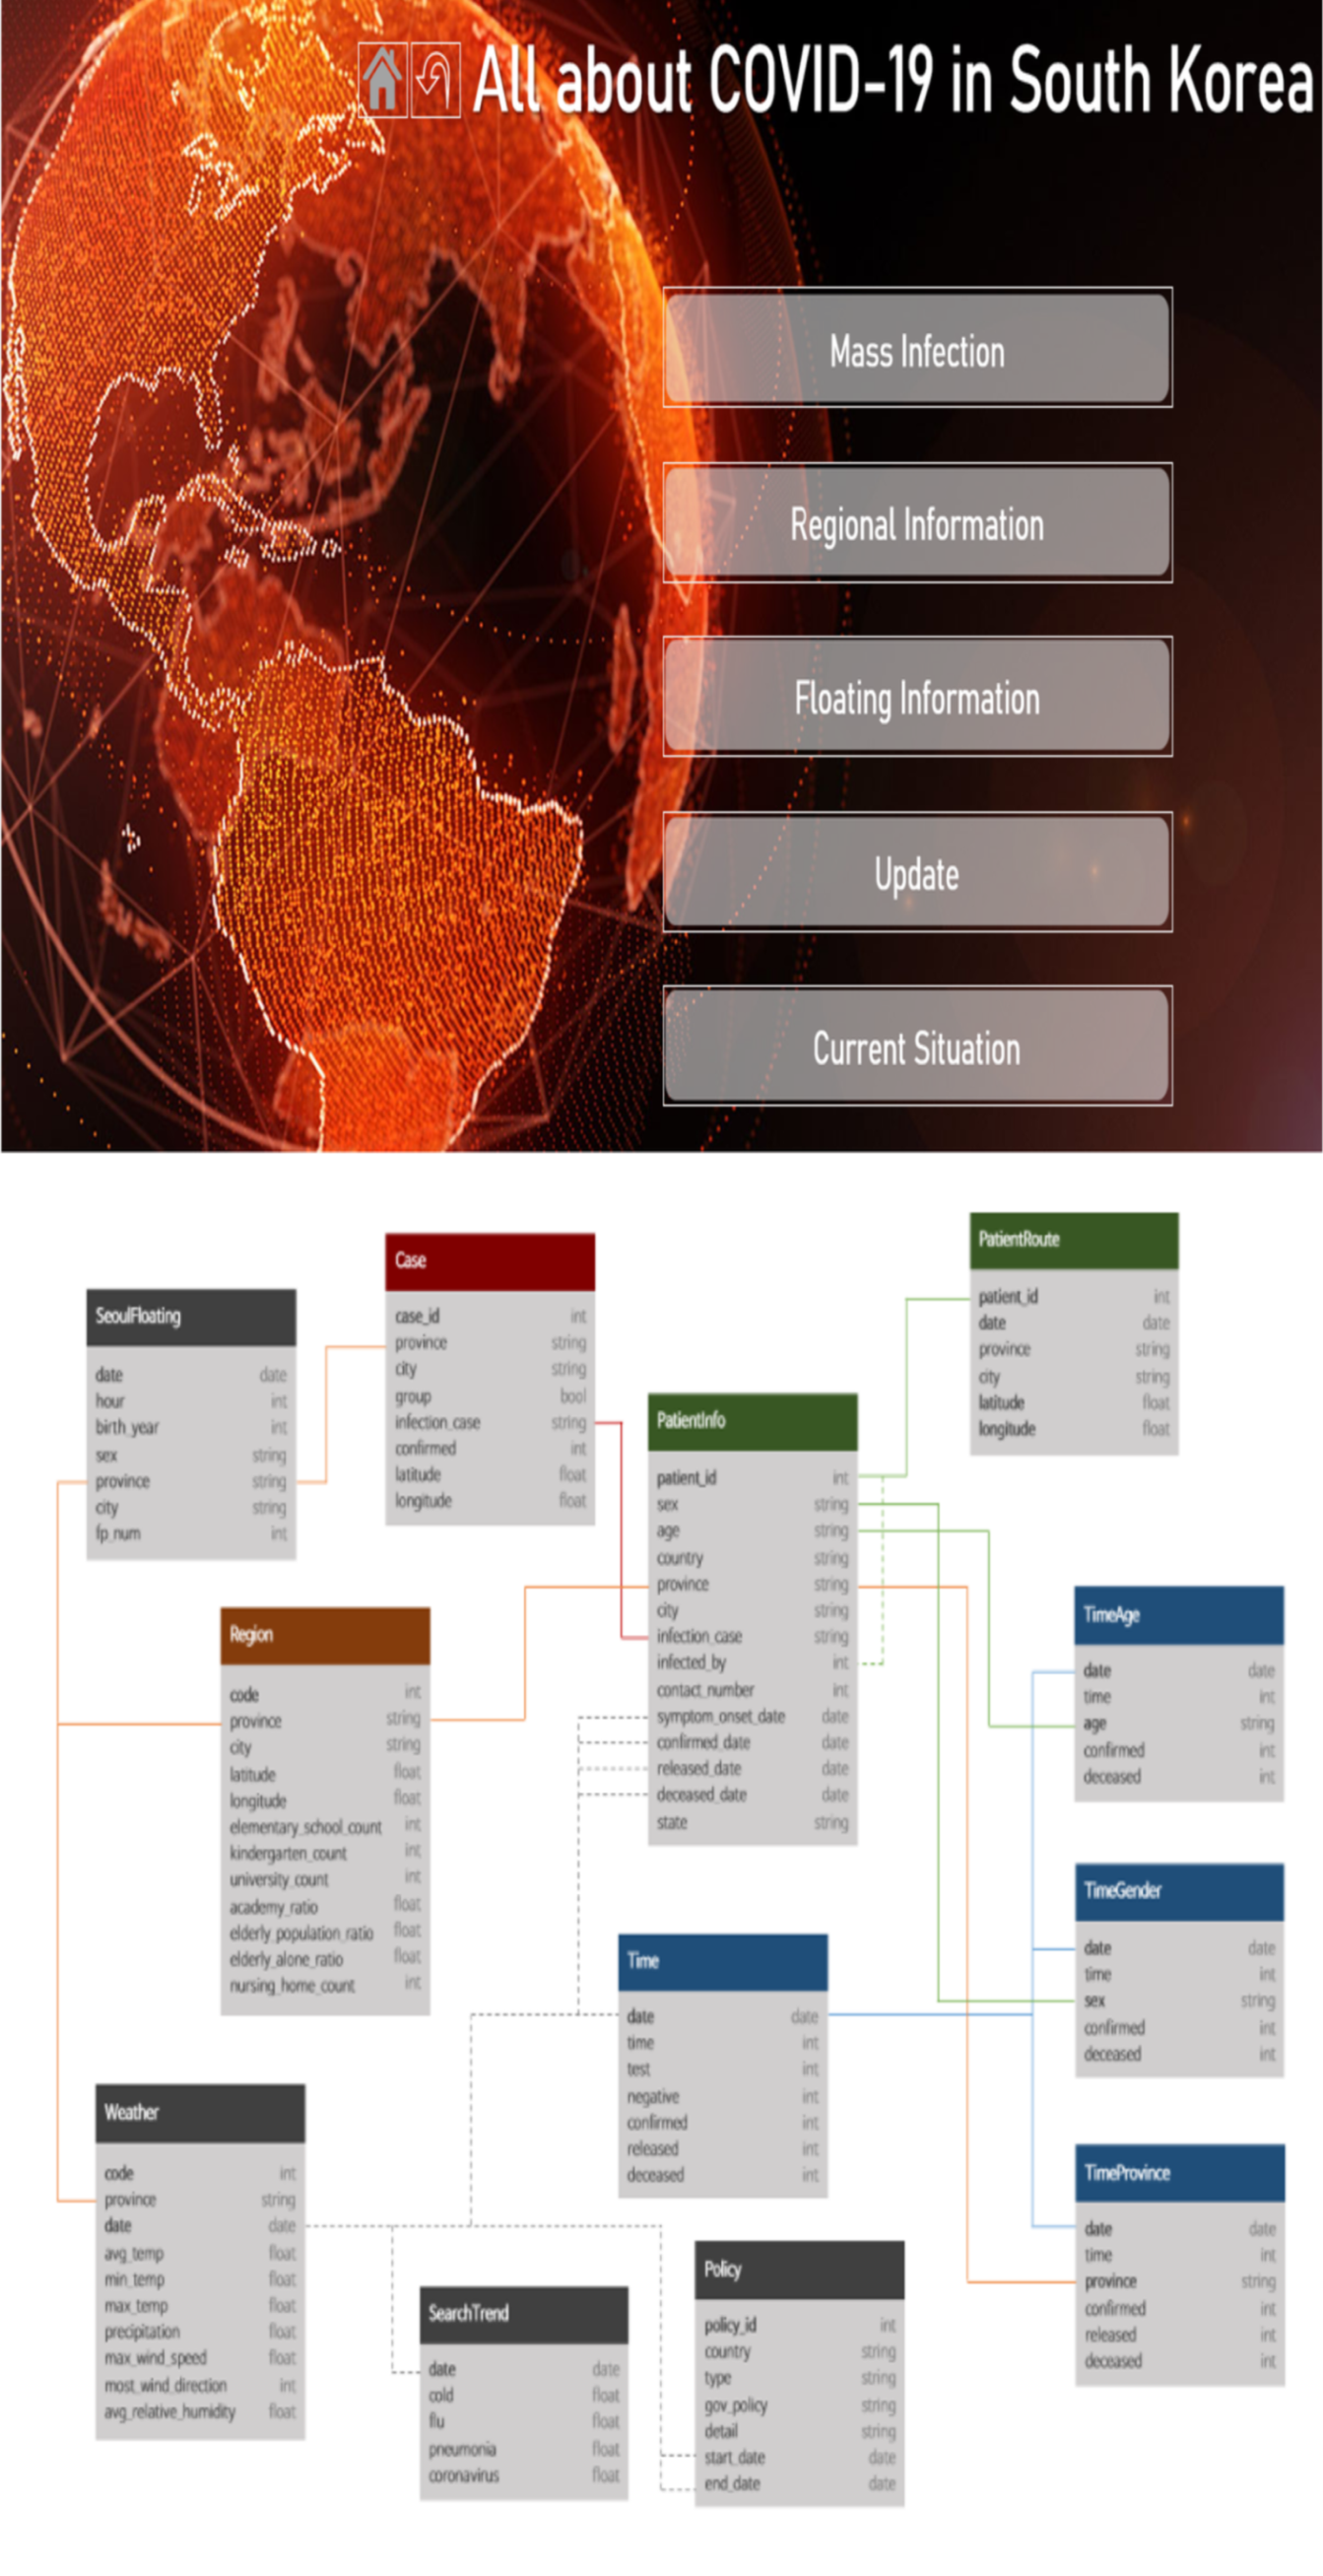 All about COVID-19 in South Korea
Mass Infection
Regional Information
Floating Information
Update
Current Situation
SeoulFloating
date date
hour int
birth_year int
sex string
province string
city string
fp_num int
Case
case_id int
province string
city string
group bool
infection_case string
confirmed int
latitude float
longitude float
PatientInfo
patient_id int
sex string
age string
country string
province string
city string
infection_case string
infected_by int
contact_number int
symptom_onset_date date
confirmed_date date
released_date date
deceased_date date
state string
PatientRoute
patient_id int
date date
province string
city string
latitude float
longitude float
Region
code int
province string
city string
latitude float
longitude float
elementary_school_count int
kindergarten_count int
university_count int
academy_ratio float
elderly_population_ratio float
elderly_alone_ratio float
nursing_home_count int
TimeAge
date date
time int
age string
confirmed int
deceased int
TimeGender
date date
time int
sex string
confirmed int
deceased int
Time
date date
time int
test int
negative int
confirmed int
released int
deceased int
TimeProvince
date date
time int
province string
confirmed int
released int
deceased int
Weather
code int
province string
date date
avg_temp float
min_temp float
max_temp float
precipitation float
max_wind_speed float
most_wind_direction int
avg_relative_humidity float
SearchTrend
date date
cold float
flu float
pneumonia float
coronavirus float
Policy
policy_id int
country string
type string
gov_policy string
detail string
start_date date
end_date date